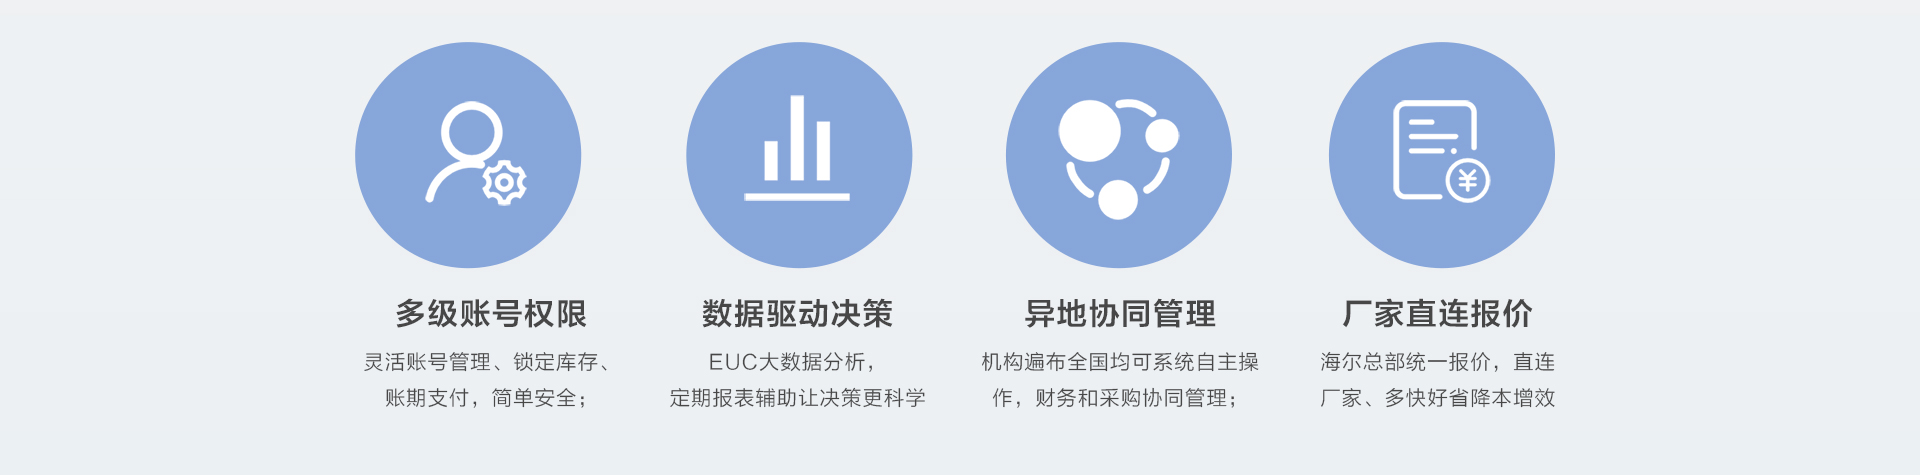 多级账号权限
灵活账号管理、锁定库存、
账期支付，简单安全；
数据驱动决策
EUC大数据分析，
定期报表辅助让决策更科学
异地协同管理
机构遍布全国均可系统自主操
作，财务和采购协同管理；
厂家直连报价
海尔总部统一报价，直连
厂家、多快好省降本增效